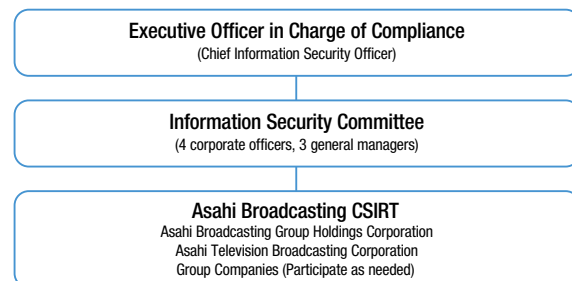 Executive Officer in Charge of Compliance
(Chief Information Security Officer)
Information Security Committee
(4 corporate officers, 3 general managers)
Asahi Broadcasting CSIRT
Asahi Broadcasting Group Holdings Corporation
Asahi Television Broadcasting Corporation
Group Companies (Participate as needed)